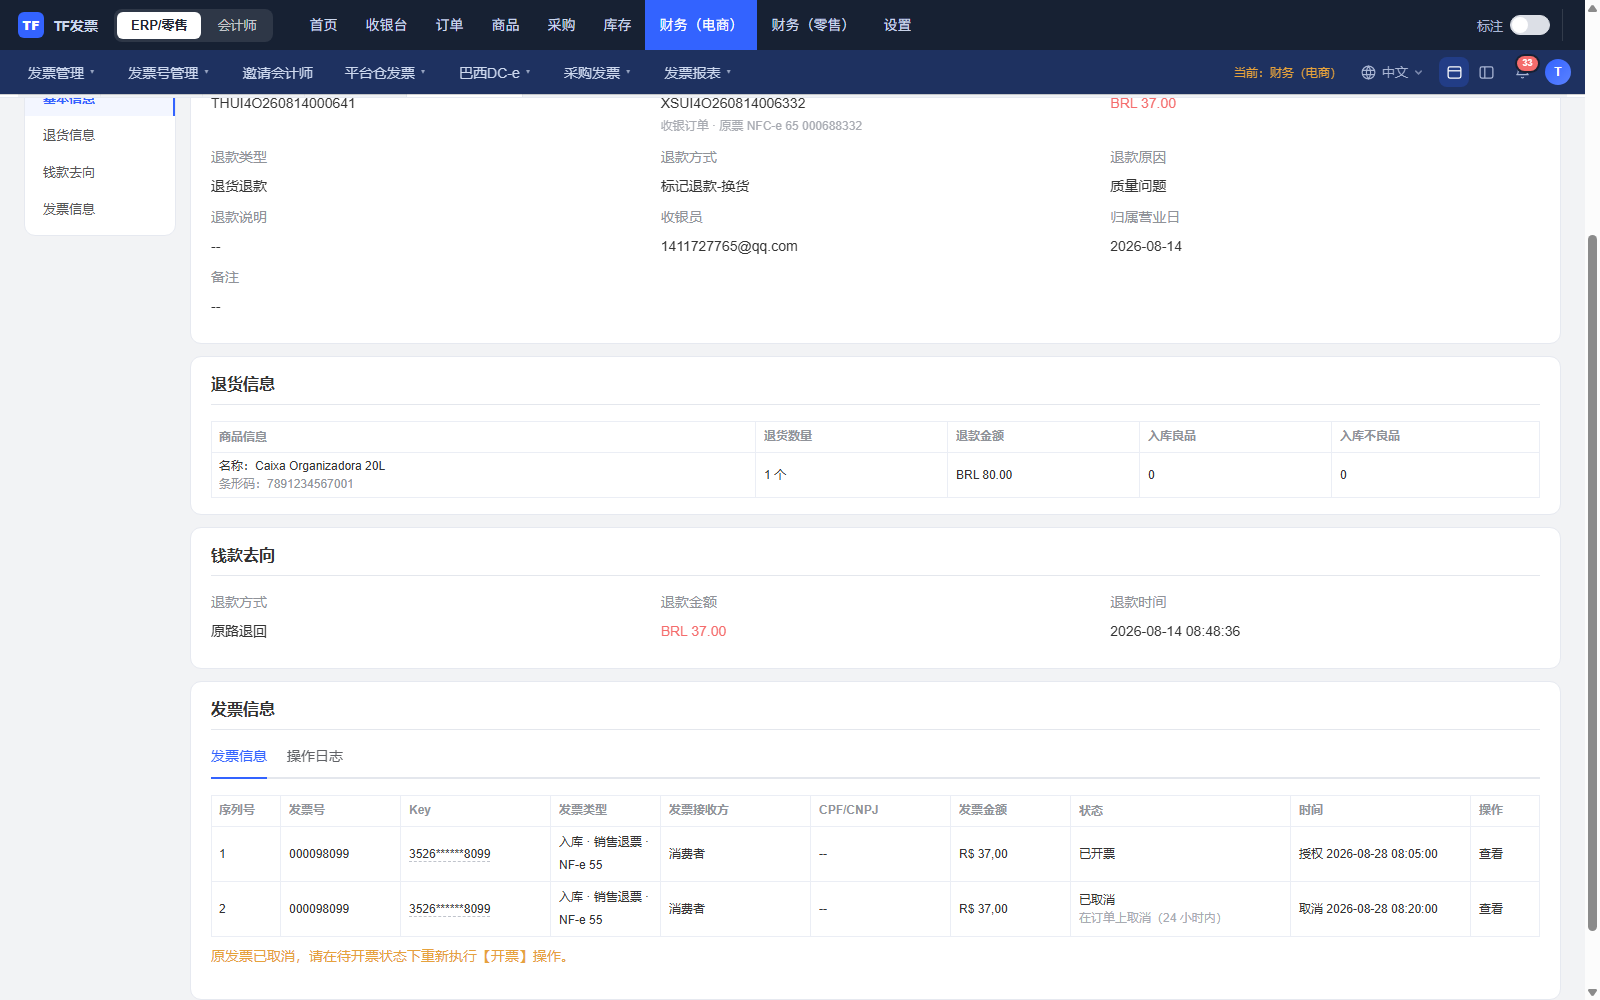 TF TF发票 ERP/零售 会计师 首页 收银台 订单 商品 采购 库存 财务（电商） 财务（零售） 设置 标注
发票管理 发票号管理 邀请会计师 平台仓发票 巴西DC-e 采购发票 发票报表 当前：财务（电商） 中文 33 T
基本信息
退货信息
钱款去向
发票信息
THUI4O260814000641 XSUI4O260814006332 BRL 37.00
收银订单 · 原票 NFC-e 65 000688332
退款类型 退款方式 退款原因
退货退款 标记退款-换货 质量问题
退款说明 收银员 归属营业日
-- 1411727765@qq.com 2026-08-14
备注
--
退货信息
商品信息 退货数量 退款金额 入库良品 入库不良品
名称：Caixa Organizadora 20L
条形码：7891234567001
1 个 BRL 80.00 0 0
钱款去向
退款方式 退款金额 退款时间
原路退回 BRL 37.00 2026-08-14 08:48:36
发票信息
发票信息 操作日志
序列号 发票号 Key 发票类型 发票接收方 CPF/CNPJ 发票金额 状态 时间 操作
1 000098099 3526******8099 入库 · 销售退票 · NF-e 55 消费者 -- R$ 37,00 已开票 授权 2026-08-28 08:05:00 查看
2 000098099 3526******8099 入库 · 销售退票 · NF-e 55 消费者 -- R$ 37,00 已取消 在订单上取消（24 小时内） 取消 2026-08-28 08:20:00 查看
原发票已取消，请在待开票状态下重新执行【开票】操作。